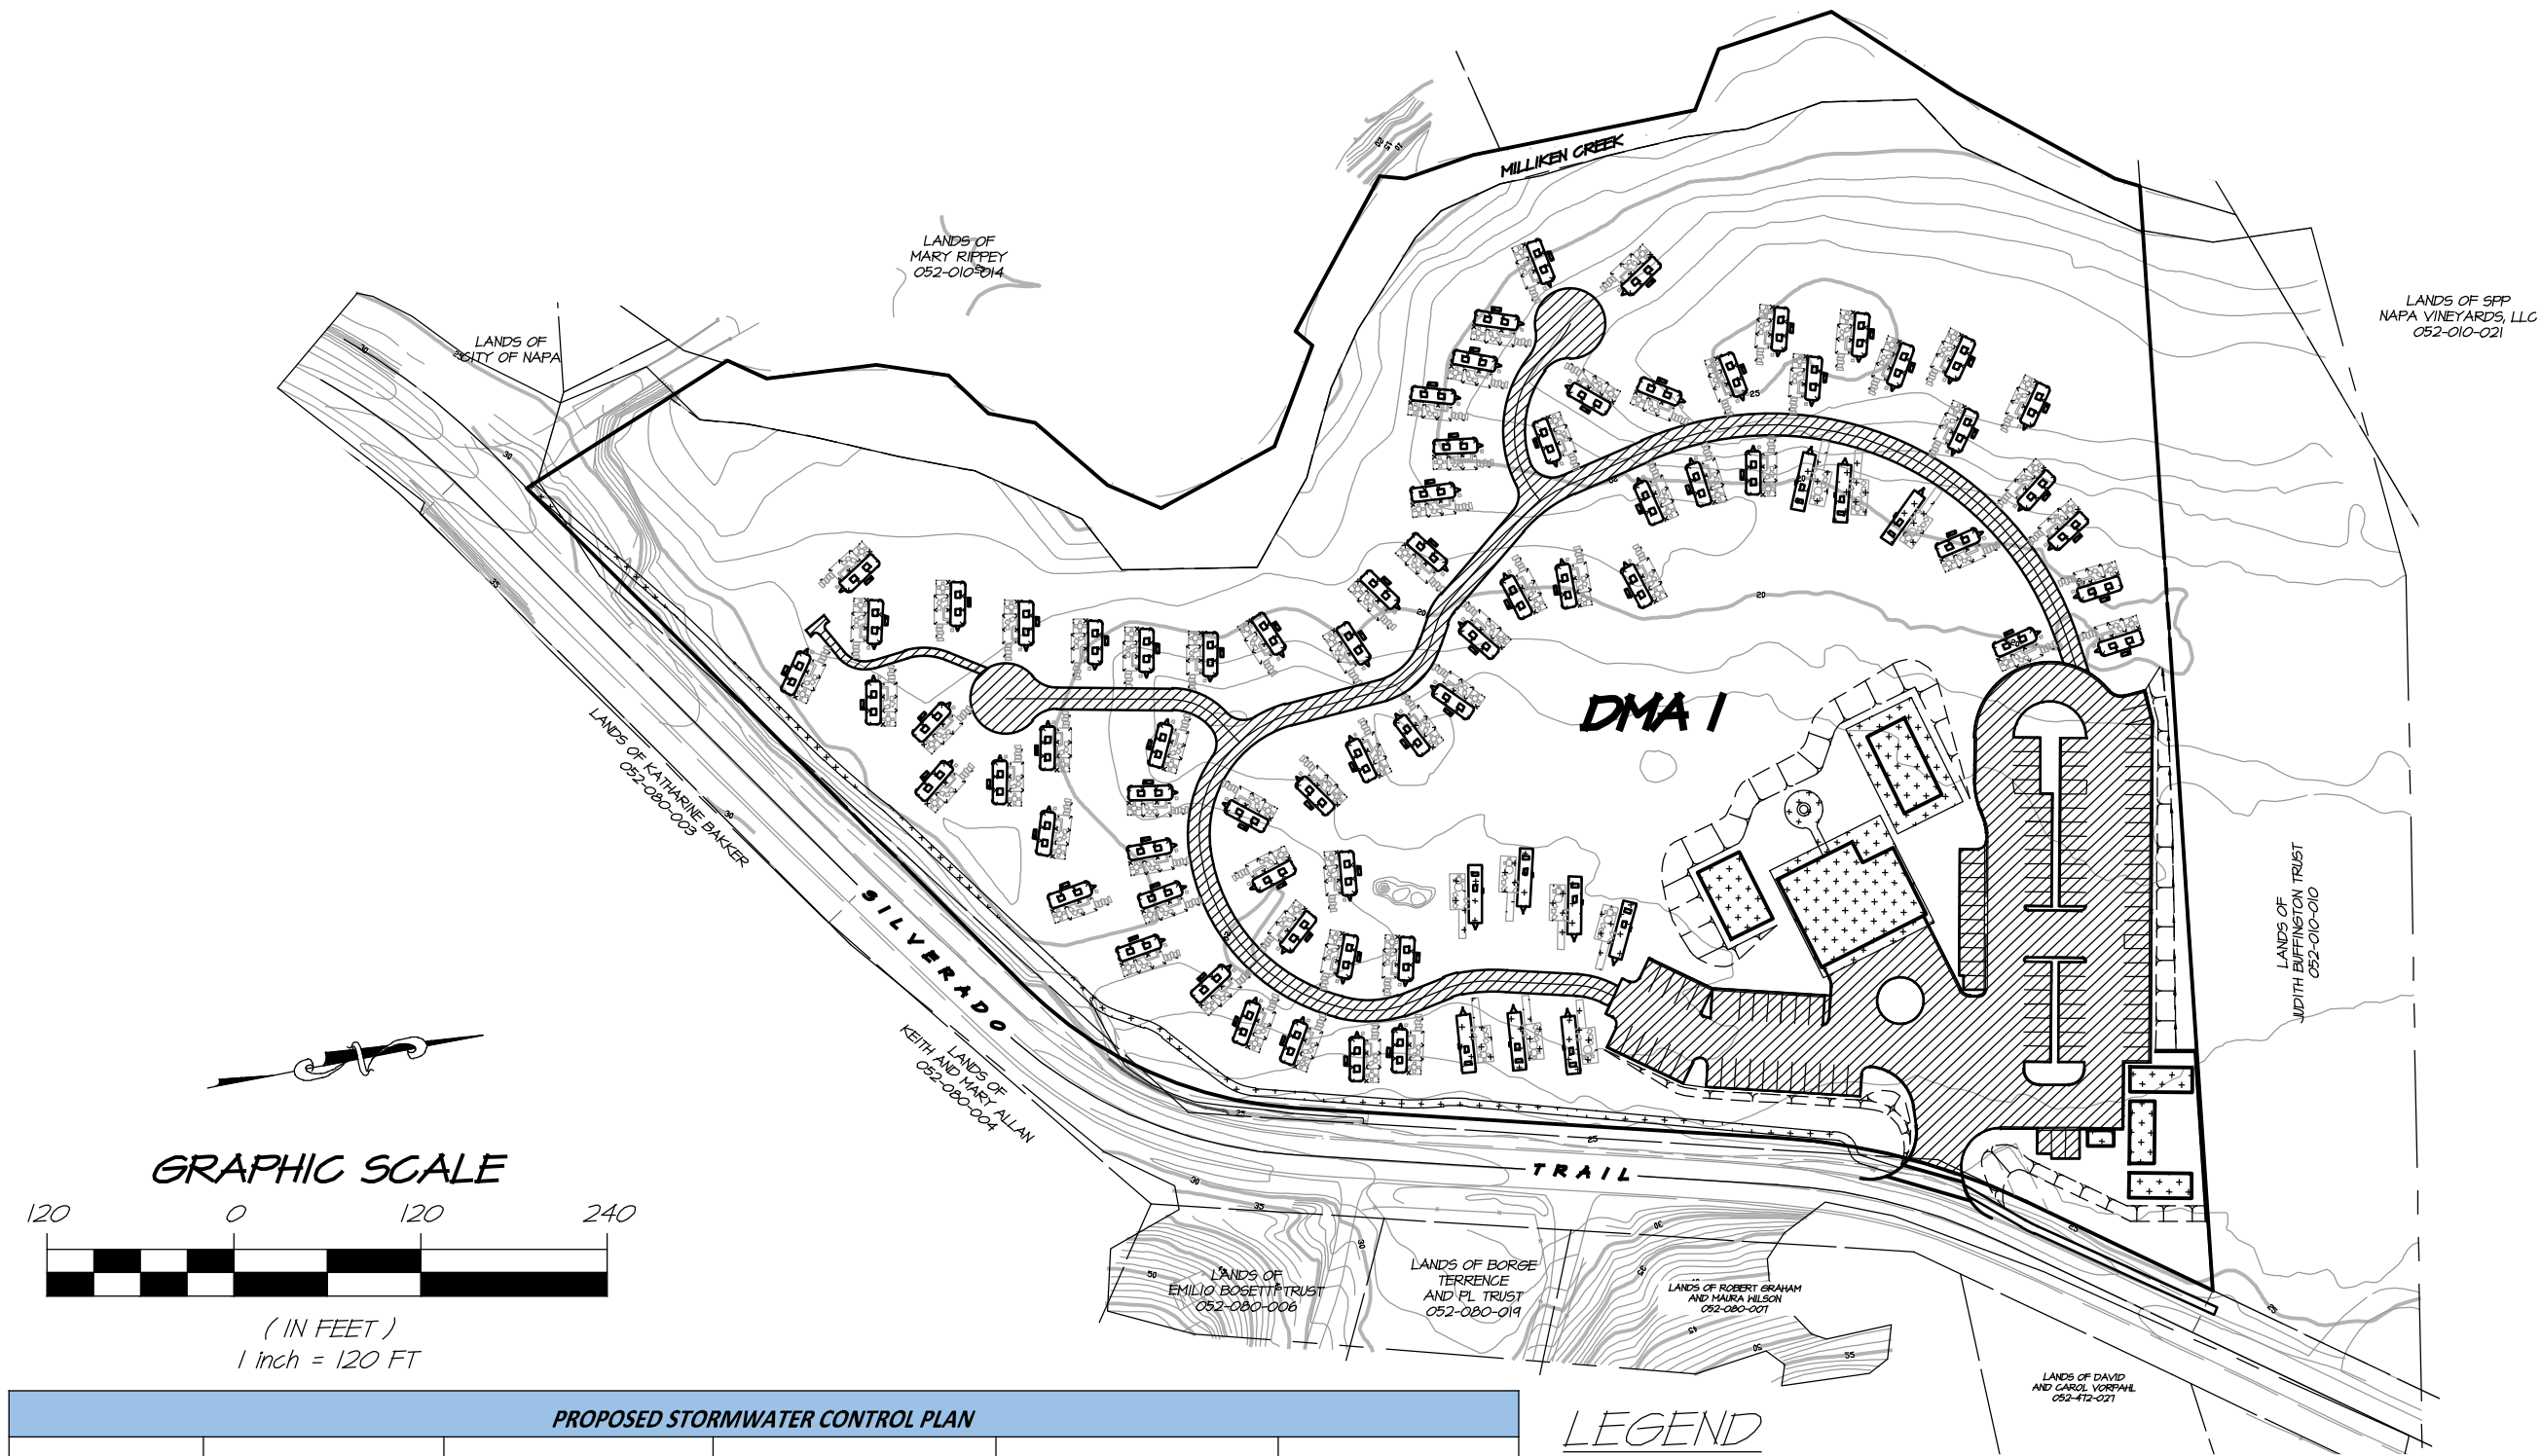 MILLIKEN CREEK
LANDS OF
MARY RIPPEY
052-010-014
LANDS OF
CITY OF NAPA
LANDS OF SPP
NAPA VINEYARDS, LLC
052-010-021
DMA 1
LANDS OF KATHARINE BAKKER
052-080-003
SILVERADO
TRAIL
LANDS OF
JUDITH BUFFINGTON TRUST
052-010-010
LANDS OF
KEITH AND MARY ALLAN
052-080-004
GRAPHIC SCALE
120 0 120 240
( IN FEET )
1 inch = 120 FT
LANDS OF
EMILIO BOSETTI TRUST
052-080-006
LANDS OF BORGE
TERRENCE
AND PL TRUST
052-080-019
LANDS OF ROBERT GRAHAM
AND MAURA WILSON
052-080-007
LANDS OF DAVID
AND CAROL VORPAHL
052-472-027
PROPOSED STORMWATER CONTROL PLAN
LEGEND